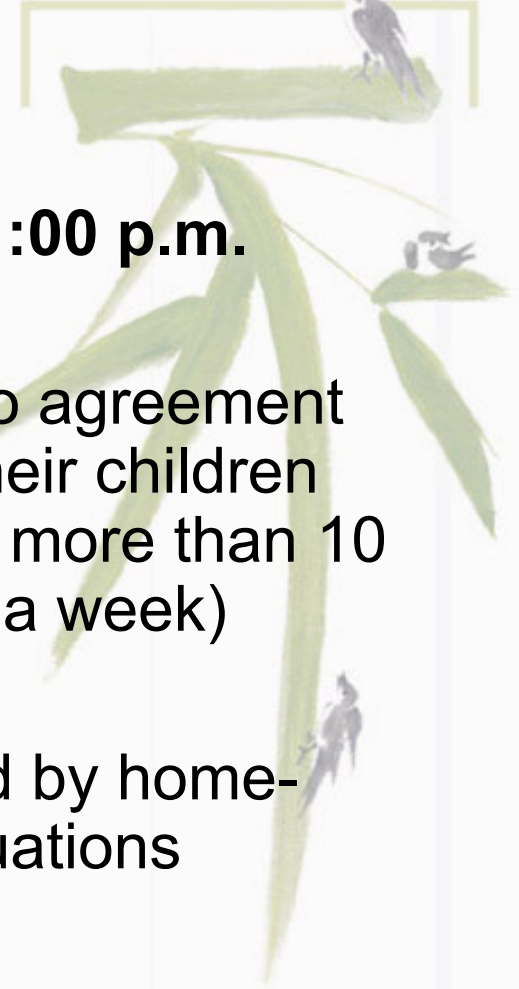 :00 p.m.
o agreement
heir children
more than 10
a week)
d by home-
uations